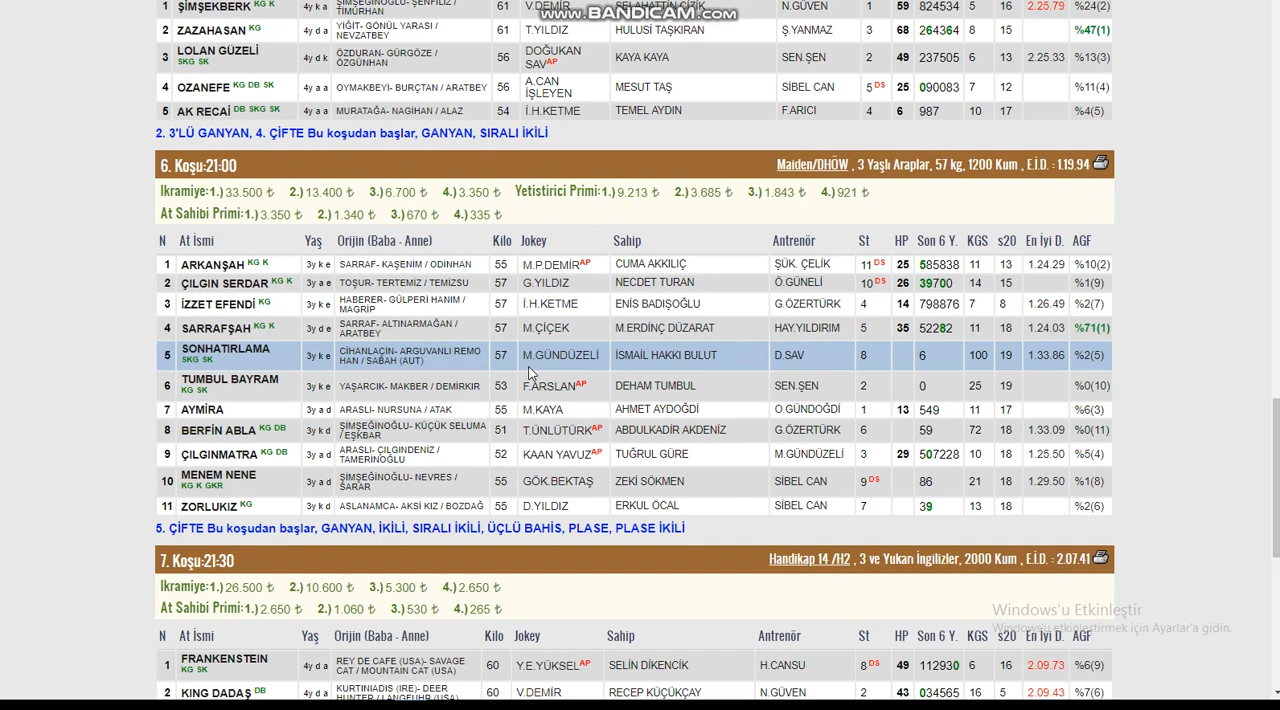 www.BANDICAM.com
1 ŞİMŞEKBERK KG K 4y k a ŞİMŞEĞİNOĞLU- ŞENFİLİZ / TIMURHAN 61 V.DEMİR SELAHATTİN ÇİZİK N.GÜVEN 1 59 824534 5 16 2.25.79 %24(2)
2 ZAZAHASAN KG 4y d a YİĞİT- GÖNÜL YARASI / NEVZATBEY 61 T.YILDIZ HULUSİ TAŞKIRAN Ş.YANMAZ 3 68 264364 8 15 %47(1)
3 LOLAN GÜZELİ SKG SK 4y d k ÖZDURAN- GÜRGÖZE / ÖZGÜNHAN 56 DOĞUKAN SAV AP KAYA KAYA SEN.ŞEN 2 49 237505 6 13 2.25.33 %13(3)
4 OZANEFE KG DB SK 4y a a OYMAKBEYİ- BURÇTAN / ARATBEY 56 A.CAN İŞLEYEN MESUT TAŞ SİBEL CAN 5 DS 25 090083 7 12 %11(4)
5 AK RECAİ DB SKG SK 4y a a MURATAĞA- NAGİHAN / ALAZ 54 İ.H.KETME TEMEL AYDIN F.ARICI 4 6 987 10 17 %4(5)
2. 3'LÜ GANYAN, 4. ÇİFTE Bu koşudan başlar, GANYAN, SIRALI İKİLİ
6. Koşu:21:00 Maiden/DHÖW , 3 Yaşlı Araplar, 57 kg, 1200 Kum , E.İ.D. : 1.19.94
Ikramiye: 1.) 33.500 ₺ 2.) 13.400 ₺ 3.) 6.700 ₺ 4.) 3.350 ₺ Yetistirici Primi: 1.) 9.213 ₺ 2.) 3.685 ₺ 3.) 1.843 ₺ 4.) 921 ₺
At Sahibi Primi: 1.) 3.350 ₺ 2.) 1.340 ₺ 3.) 670 ₺ 4.) 335 ₺
N At İsmi Yaş Orijin (Baba - Anne) Kilo Jokey Sahip Antrenör St HP Son 6 Y. KGS s20 En İyi D. AGF
1 ARKANŞAH KG K 3y k e SARRAF- KAŞENİM / ODİNHAN 55 M.P.DEMİR AP CUMA AKKILIÇ ŞÜK. ÇELİK 11 DS 25 585838 11 13 1.24.29 %10(2)
2 ÇILGIN SERDAR KG K 3y a e TOŞUR- TERTEMİZ / TEMİZSU 57 G.YILDIZ NECDET TURAN Ö.GÜNELİ 10 DS 26 39700 14 15 %1(9)
3 İZZET EFENDİ KG 3y k e HABERER- GÜLPERİ HANIM / MAGRİP 57 İ.H.KETME ENİS BADIŞOĞLU G.ÖZERTÜRK 4 14 798876 7 8 1.26.49 %2(7)
4 SARRAFŞAH KG K 3y d e SARRAF- ALTINARMAĞAN / ARATBEY 57 M.ÇİÇEK M.ERDİNÇ DÜZARAT HAY.YILDIRIM 5 35 52282 11 18 1.24.03 %71(1)
5 SONHATIRLAMA SKG SK 3y k e CİHANLAÇİN- ARGUVANLI REMO HAN / SABAH (AUT) 57 M.GÜNDÜZELİ İSMAİL HAKKI BULUT D.SAV 8 6 100 19 1.33.86 %2(5)
6 TUMBUL BAYRAM KG SK 3y k e YAŞARCIK- MAKBER / DEMİRKIR 53 F.ARSLAN AP DEHAM TUMBUL SEN.ŞEN 2 0 25 19 %0(10)
7 AYMİRA 3y a d ARASLI- NURSUNA / ATAK 55 M.KAYA AHMET AYDOĞDİ O.GÜNDOĞDİ 1 13 549 11 17 %6(3)
8 BERFİN ABLA KG DB 3y k d ŞİMŞEĞİNOĞLU- KÜÇÜK SELUMA / EŞKBAR 51 T.ÜNLÜTÜRK AP ABDULKADİR AKDENİZ G.ÖZERTÜRK 6 59 72 18 1.33.09 %0(11)
9 ÇILGINMATRA KG DB 3y a d ARASLI- ÇILGINDENİZ / TAMERİNOĞLU 52 KAAN YAVUZ AP TUĞRUL GÜRE M.GÜNDÜZELİ 3 29 507228 10 18 1.25.50 %5(4)
10 MENEM NENE KG K GKR 3y a d ŞİMŞEĞİNOĞLU- NEVRES / ŞARAR 55 GÖK.BEKTAŞ ZEKİ SÖKMEN SİBEL CAN 9 DS 86 21 18 1.29.50 %1(8)
11 ZORLUKIZ KG 3y k d ASLANAMCA- AKSİ KIZ / BOZDAĞ 55 D.YILDIZ ERKUL ÖCAL SİBEL CAN 7 39 13 18 %2(6)
5. ÇİFTE Bu koşudan başlar, GANYAN, İKİLİ, SIRALI İKİLİ, ÜÇLÜ BAHİS, PLASE, PLASE İKİLİ
7. Koşu:21:30 Handikap 14 /H2 , 3 ve Yukarı İngilizler, 2000 Kum , E.İ.D. : 2.07.41
Ikramiye: 1.) 26.500 ₺ 2.) 10.600 ₺ 3.) 5.300 ₺ 4.) 2.650 ₺
At Sahibi Primi: 1.) 2.650 ₺ 2.) 1.060 ₺ 3.) 530 ₺ 4.) 265 ₺
Windows'u Etkinleştir
Windows'u etkinleştirmek için Ayarlar'a gidin.
N At İsmi Yaş Orijin (Baba - Anne) Kilo Jokey Sahip Antrenör St HP Son 6 Y. KGS s20 En İyi D. AGF
1 FRANKENSTEIN KG SK 4y d a REY DE CAFE (USA)- SAVAGE CAT / MOUNTAIN CAT (USA) 60 Y.E.YÜKSEL AP SELİN DİKENCİK H.CANSU 8 DS 49 112930 6 16 2.09.73 %6(9)
2 KING DADAŞ DB 4y d a KURTINIADIS (IRE)- DEER HUNTER / LANGFUHR (USA) 60 V.DEMİR RECEP KÜÇÜKÇAY N.GÜVEN 2 43 034565 16 5 2.09.43 %7(6)